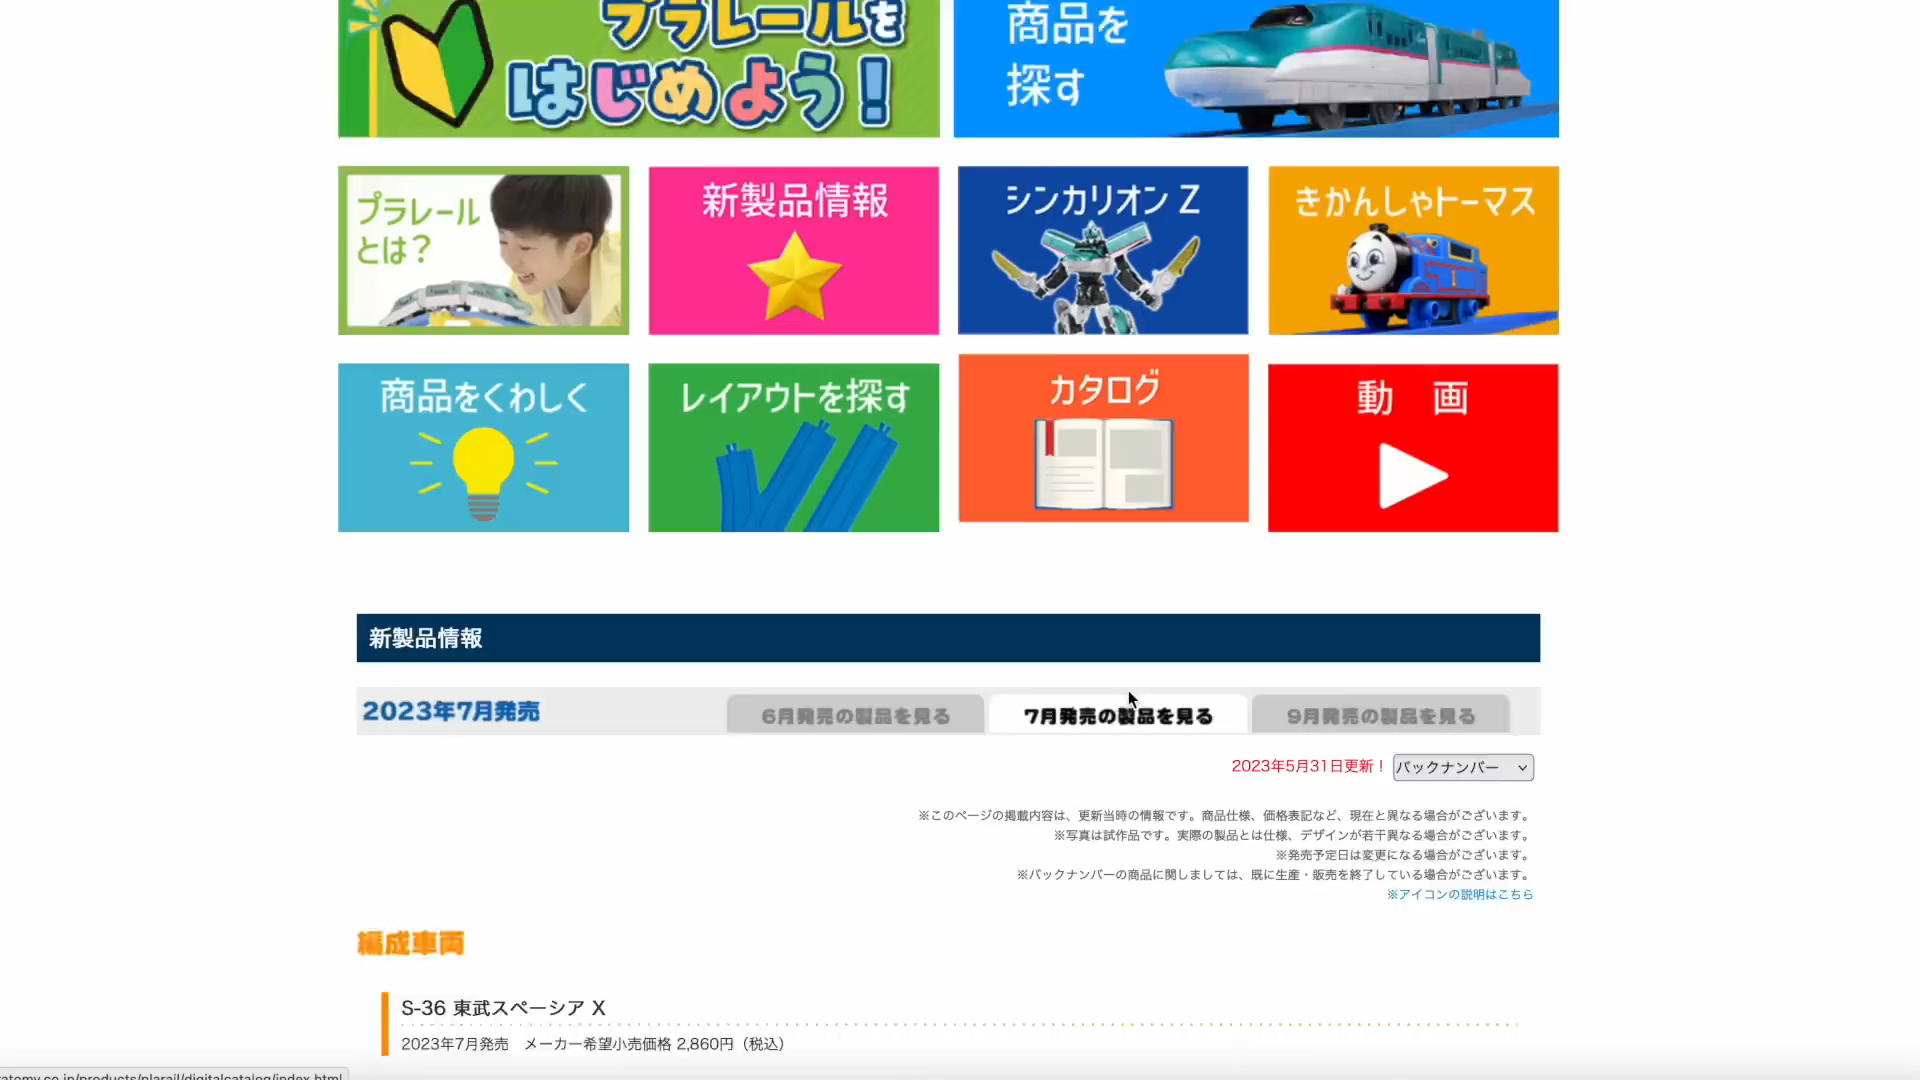 プラレールを
はじめよう!
商品を
探す
プラレール
とは?
新製品情報
シンカリオン Z
きかんしゃトーマス
商品をくわしく
レイアウトを探す
カタログ
動 画
新製品情報
2023年7月発売
6月発売の製品を見る
7月発売の製品を見る
9月発売の製品を見る
2023年5月31日更新!
バックナンバー
※このページの掲載内容は、更新当時の情報です。商品仕様、価格表記など、現在と異なる場合がございます。
※写真は試作品です。実際の製品とは仕様、デザインが若干異なる場合がございます。
※発売予定日は変更になる場合がございます。
※バックナンバーの商品に関しましては、既に生産・販売を終了している場合がございます。
※アイコンの説明はこちら
編成車両
S-36 東武スペーシア X
2023年7月発売 メーカー希望小売価格 2,860円(税込)
ratomy.co.jp/products/plarail/digitalcatalog/index.html